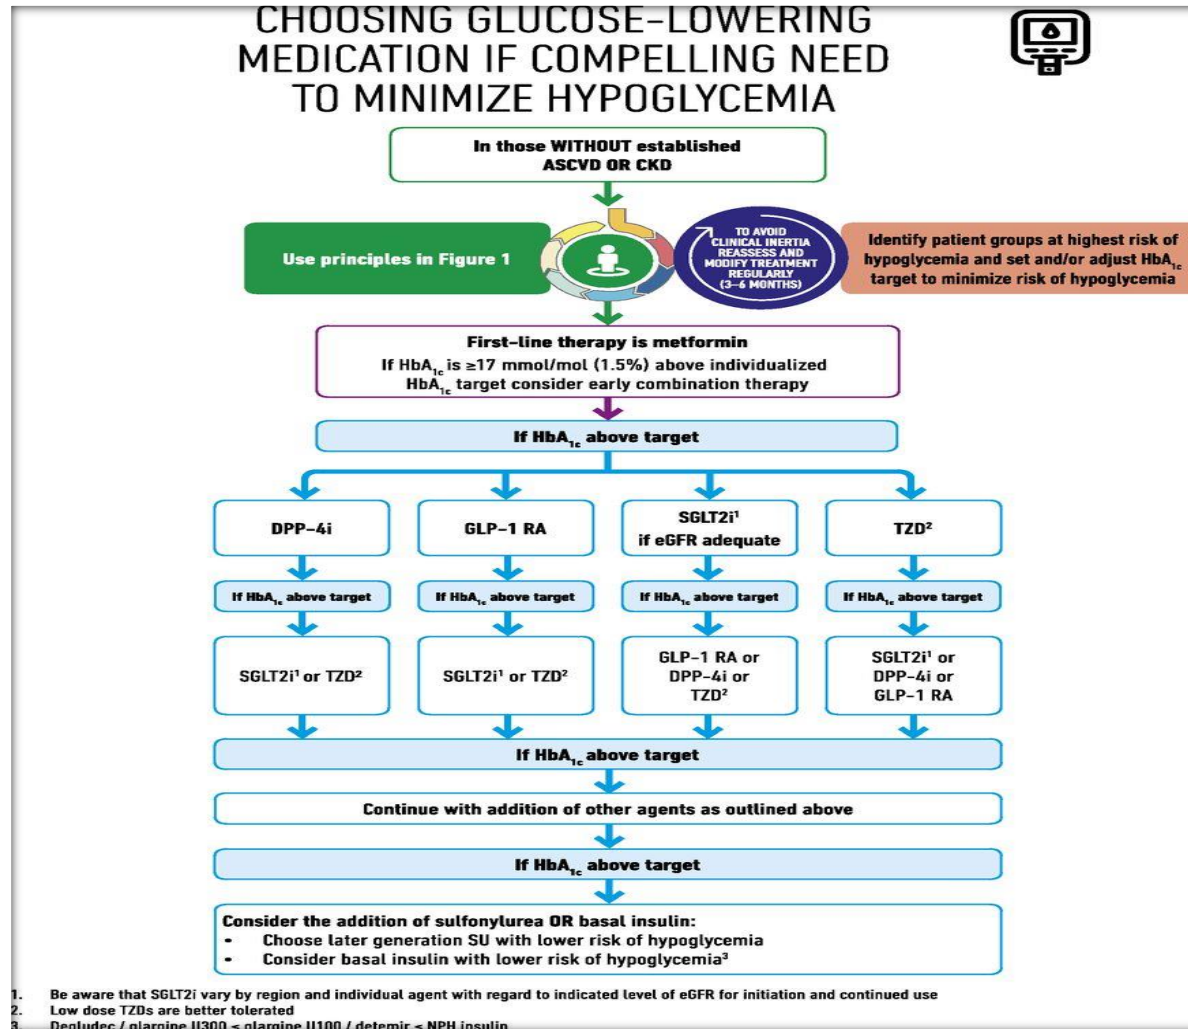 CHOOSING GLUCOSE-LOWERING
MEDICATION IF COMPELLING NEED
TO MINIMIZE HYPOGLYCEMIA
In those WITHOUT established
ASCVD OR CKD
Use principles in Figure 1
TO AVOID
CLINICAL INERTIA
REASSESS AND
MODIFY TREATMENT
REGULARLY
(3–6 MONTHS)
Identify patient groups at highest risk of
hypoglycemia and set and/or adjust HbA1c
target to minimize risk of hypoglycemia
First-line therapy is metformin
If HbA1c is ≥17 mmol/mol (1.5%) above individualized
HbA1c target consider early combination therapy
If HbA1c above target
DPP-4i
GLP-1 RA
SGLT2i¹
if eGFR adequate
TZD²
If HbA1c above target
If HbA1c above target
If HbA1c above target
If HbA1c above target
SGLT2i¹ or TZD²
SGLT2i¹ or TZD²
GLP-1 RA or
DPP-4i or
TZD²
SGLT2i¹ or
DPP-4i or
GLP-1 RA
If HbA1c above target
Continue with addition of other agents as outlined above
If HbA1c above target
Consider the addition of sulfonylurea OR basal insulin:
• Choose later generation SU with lower risk of hypoglycemia
• Consider basal insulin with lower risk of hypoglycemia³
1. Be aware that SGLT2i vary by region and individual agent with regard to indicated level of eGFR for initiation and continued use
2. Low dose TZDs are better tolerated
3. Degludec / glargine U300 < glargine U100 / detemir < NPH insulin